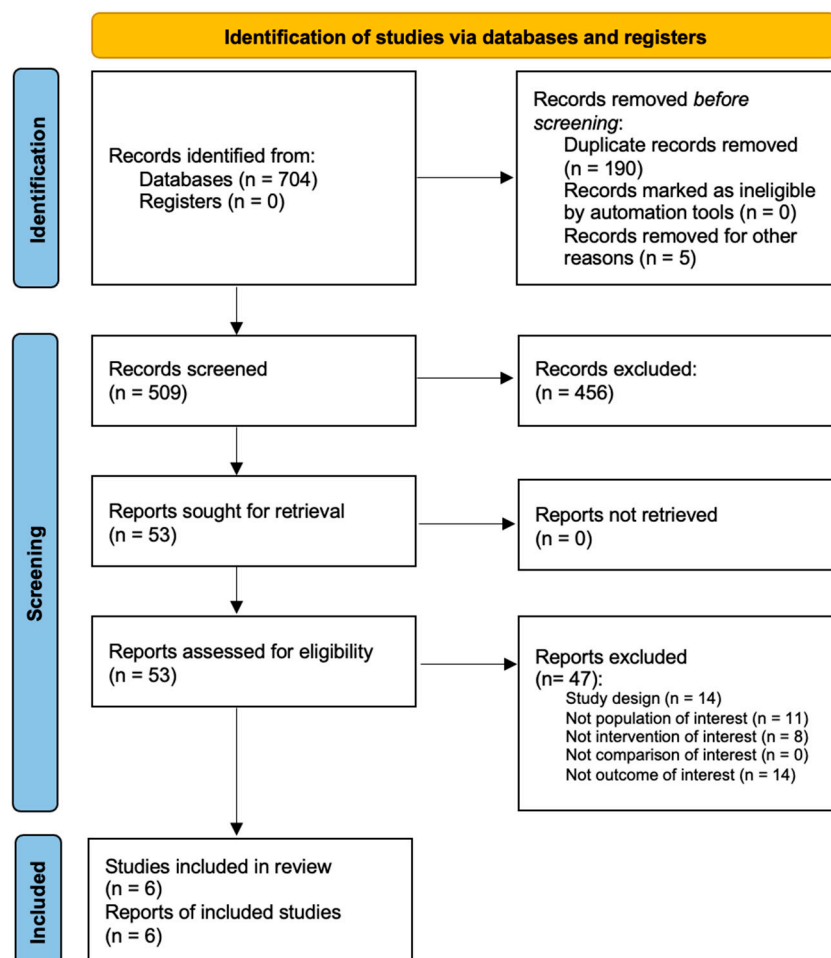 Identification of studies via databases and registers
Identification
Records identified from:
Databases (n = 704)
Registers (n = 0)
Records removed before
screening:
Duplicate records removed
(n = 190)
Records marked as ineligible
by automation tools (n = 0)
Records removed for other
reasons (n = 5)
Screening
Records screened
(n = 509)
Records excluded:
(n = 456)
Reports sought for retrieval
(n = 53)
Reports not retrieved
(n = 0)
Reports assessed for eligibility
(n = 53)
Reports excluded
(n= 47):
Study design (n = 14)
Not population of interest (n = 11)
Not intervention of interest (n = 8)
Not comparison of interest (n = 0)
Not outcome of interest (n = 14)
Included
Studies included in review
(n = 6)
Reports of included studies
(n = 6)